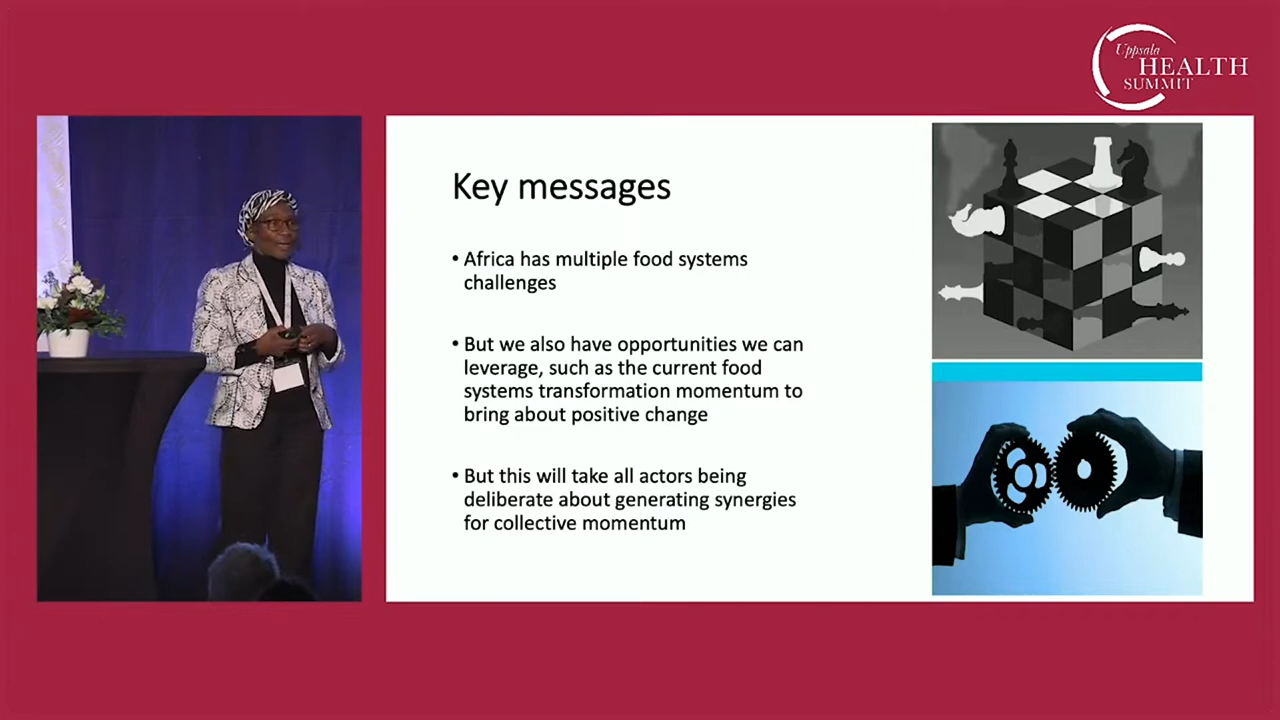 Uppsala
HEALTH
SUMMIT
Key messages
• Africa has multiple food systems
challenges
• But we also have opportunities we can
leverage, such as the current food
systems transformation momentum to
bring about positive change
• But this will take all actors being
deliberate about generating synergies
for collective momentum